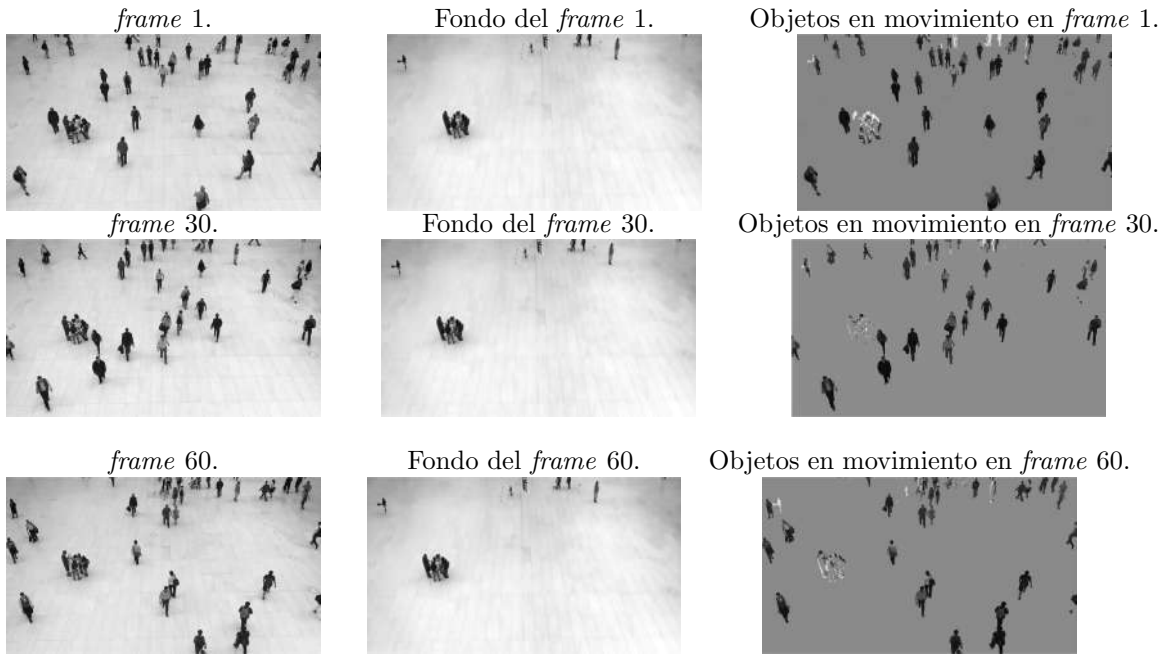 frame 1.
Fondo del frame 1.
Objetos en movimiento en frame 1.
frame 30.
Fondo del frame 30.
Objetos en movimiento en frame 30.
frame 60.
Fondo del frame 60.
Objetos en movimiento en frame 60.